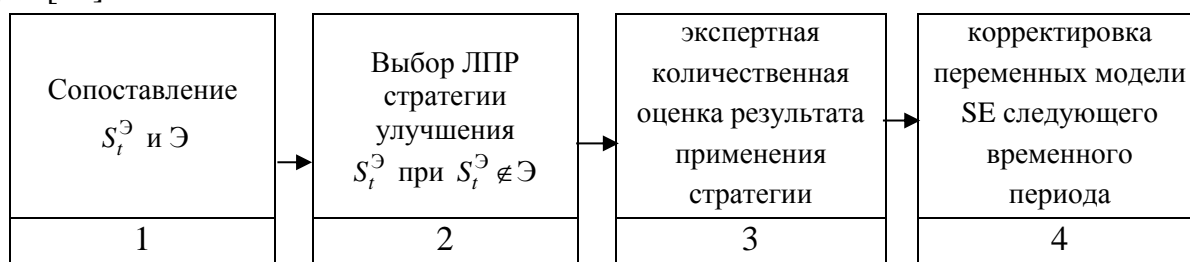 Сопоставление
S_t^Э и Э
1
Выбор ЛПР
стратегии
улучшения
S_t^Э при S_t^Э ∉ Э
2
экспертная
количественная
оценка результата
применения
стратегии
3
корректировка
переменных модели
SE следующего
временного
периода
4